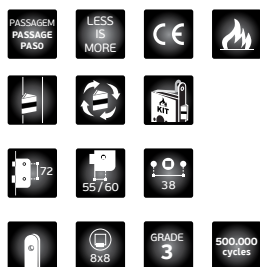 PASSAGEM
PASSAGE
PASO
LESS
IS
MORE
CE
KIT
72
55/60
38
8x8
GRADE
3
500.000
cycles